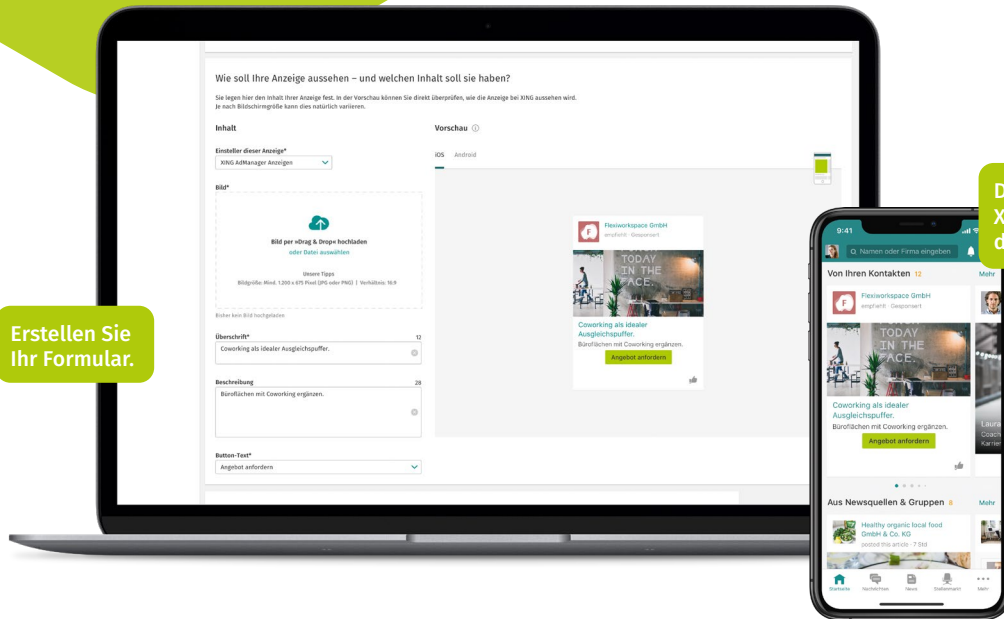 Wie soll Ihre Anzeige aussehen – und welchen Inhalt soll sie haben?
Sie legen hier den Inhalt Ihrer Anzeige fest. In der Vorschau können Sie direkt überprüfen, wie die Anzeige bei XING aussehen wird.
Je nach Bildschirmgröße kann dies natürlich variieren.
Inhalt
Einsteller dieser Anzeige*
XING AdManager Anzeigen
Bild*
Bild per »Drag & Drop« hochladen
oder Datei auswählen
Unsere Tipps
Bildgröße: Mind. 1.200 x 675 Pixel (JPG oder PNG) | Verhältnis: 16:9
Bisher kein Bild hochgeladen
Überschrift* 12
Coworking als idealer Ausgleichspuffer.
Beschreibung 26
Büroflächen mit Coworking ergänzen.
Button-Text*
Angebot anfordern
Vorschau
iOS Android
F
Flexiworkspace GmbH
empfiehlt · Gesponsert
TODAY
IN THE
FACE.
Coworking als idealer
Ausgleichspuffer.
Büroflächen mit Coworking ergänzen.
Angebot anfordern
Erstellen Sie
Ihr Formular.
9:41
Namen oder Firma eingeben
Von Ihren Kontakten 12 Mehr
F
Flexiworkspace GmbH
empfiehlt · Gesponsert
TODAY
IN THE
FACE.
Coworking als idealer
Ausgleichspuffer.
Büroflächen mit Coworking ergänzen.
Angebot anfordern
Laura
Coach
Karrie
Aus Newsquellen & Gruppen 8 Mehr
Healthy organic local food
GmbH & Co. KG
posted this article · 7 Std
Startseite Nachrichten News Stellenmarkt Mehr